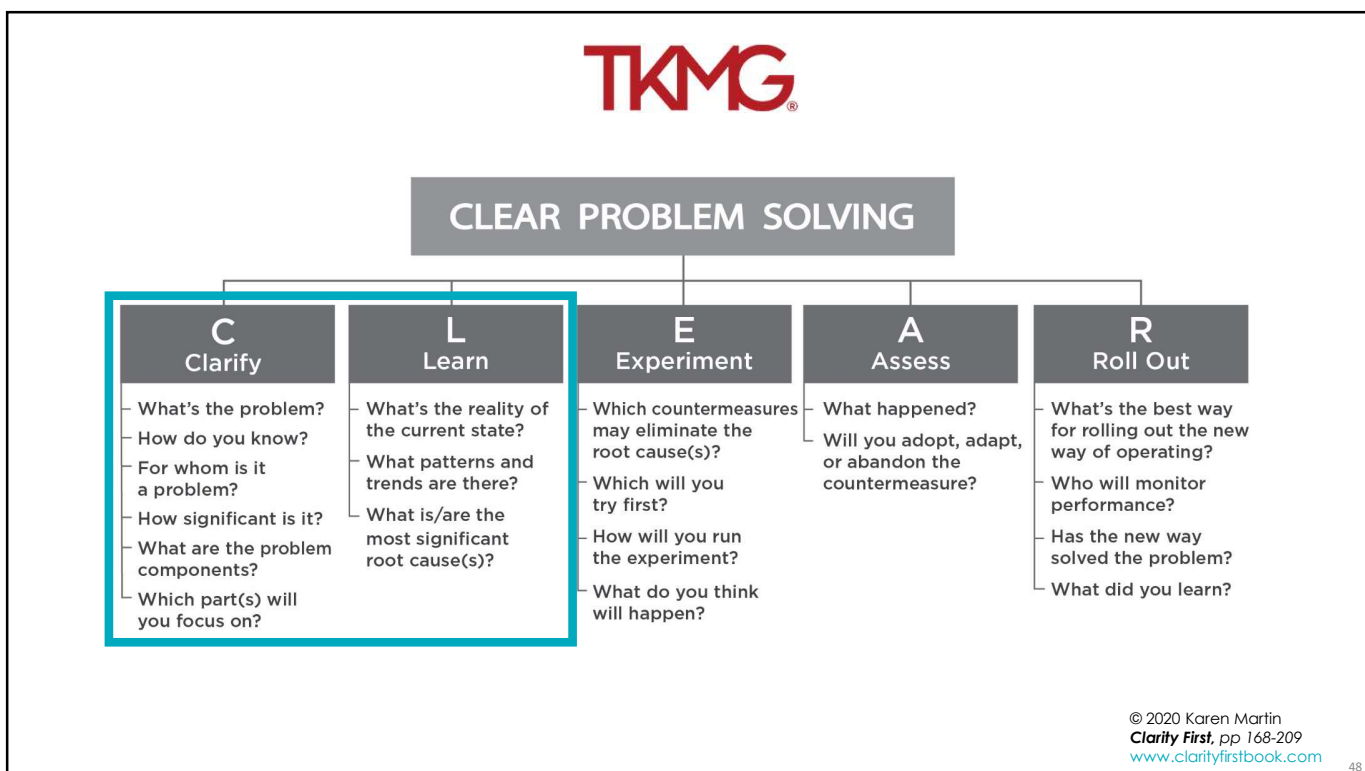 TKMG®
CLEAR PROBLEM SOLVING
C
Clarify
What's the problem?
How do you know?
For whom is it
a problem?
How significant is it?
What are the problem
components?
Which part(s) will
you focus on?
L
Learn
What's the reality of
the current state?
What patterns and
trends are there?
What is/are the
most significant
root cause(s)?
E
Experiment
Which countermeasures
may eliminate the
root cause(s)?
Which will you
try first?
How will you run
the experiment?
What do you think
will happen?
A
Assess
What happened?
Will you adopt, adapt,
or abandon the
countermeasure?
R
Roll Out
What's the best way
for rolling out the new
way of operating?
Who will monitor
performance?
Has the new way
solved the problem?
What did you learn?
© 2020 Karen Martin
Clarity First, pp 168-209
www.clarityfirstbook.com
48